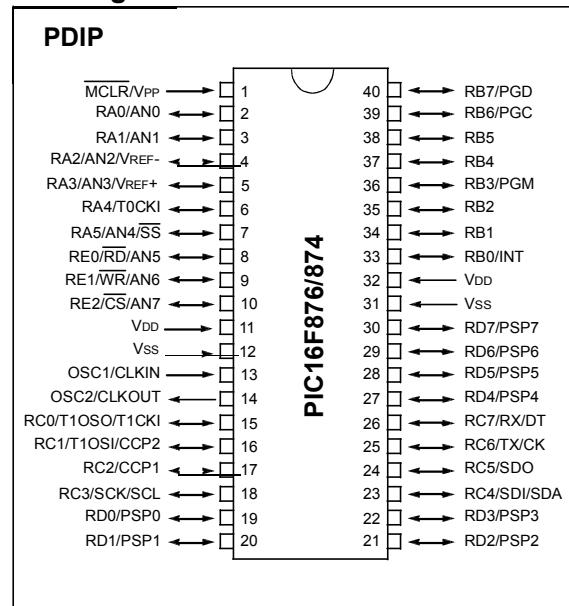 PDIP
MCLR/VPP 1 40 RB7/PGD
RA0/AN0 2 39 RB6/PGC
RA1/AN1 3 38 RB5
RA2/AN2/VREF- 4 37 RB4
RA3/AN3/VREF+ 5 36 RB3/PGM
RA4/T0CKI 6 35 RB2
RA5/AN4/SS 7 34 RB1
RE0/RD/AN5 8 33 RB0/INT
RE1/WR/AN6 9 32 VDD
RE2/CS/AN7 10 31 VSS
VDD 11 30 RD7/PSP7
VSS 12 29 RD6/PSP6
OSC1/CLKIN 13 28 RD5/PSP5
OSC2/CLKOUT 14 27 RD4/PSP4
RC0/T1OSO/T1CKI 15 26 RC7/RX/DT
RC1/T1OSI/CCP2 16 25 RC6/TX/CK
RC2/CCP1 17 24 RC5/SDO
RC3/SCK/SCL 18 23 RC4/SDI/SDA
RD0/PSP0 19 22 RD3/PSP3
RD1/PSP1 20 21 RD2/PSP2
PIC16F876/874